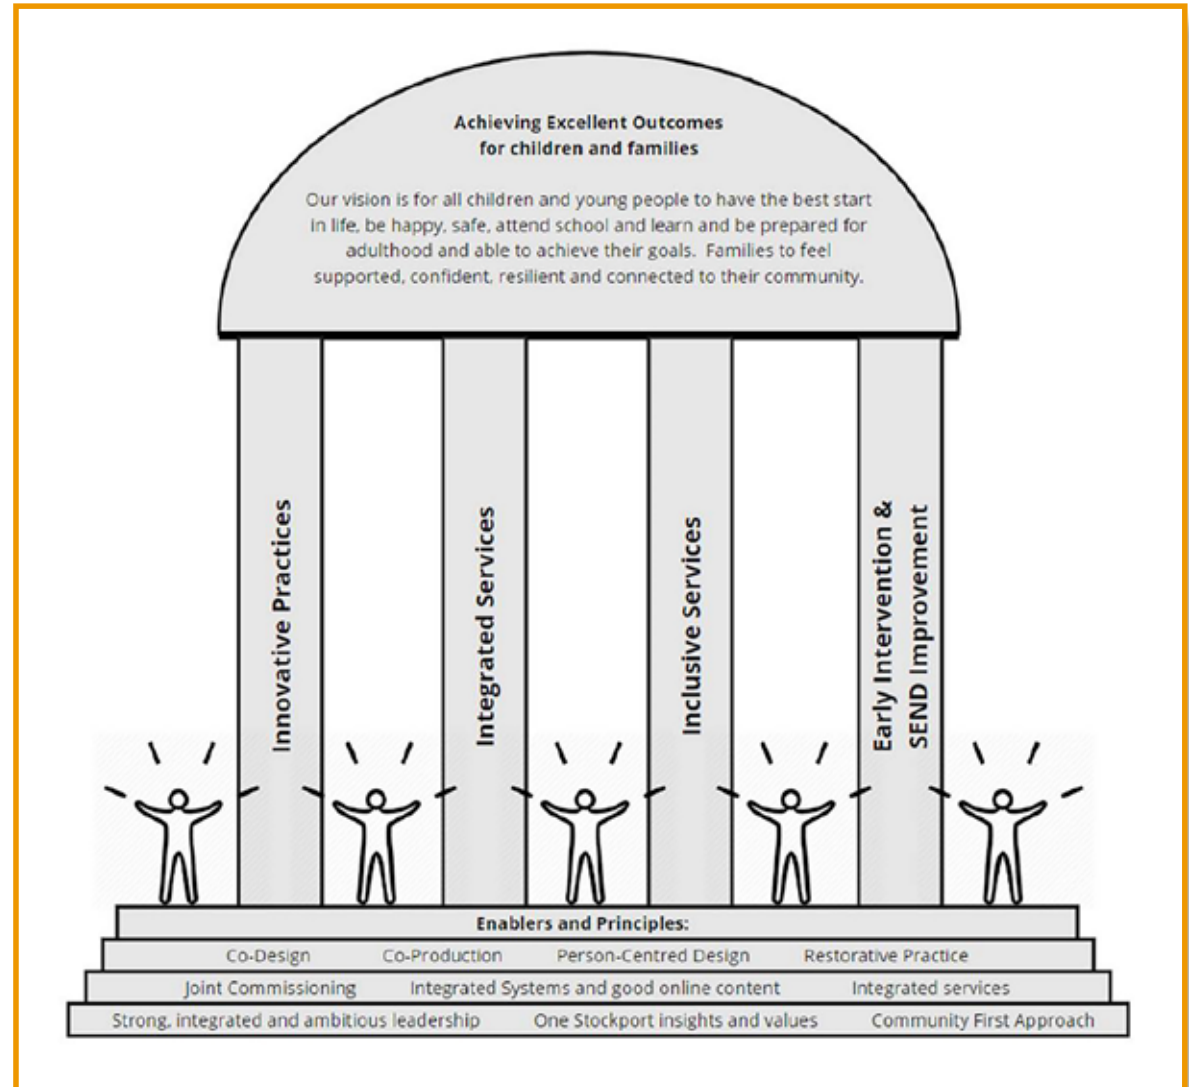 Achieving Excellent Outcomes
for children and families
Our vision is for all children and young people to have the best start
in life, be happy, safe, attend school and learn and be prepared for
adulthood and able to achieve their goals. Families to feel
supported, confident, resilient and connected to their community.
Innovative Practices
Integrated Services
Inclusive Services
Early Intervention &
SEND Improvement
Enablers and Principles:
Co-Design Co-Production Person-Centred Design Restorative Practice
Joint Commissioning Integrated Systems and good online content Integrated services
Strong, integrated and ambitious leadership One Stockport insights and values Community First Approach